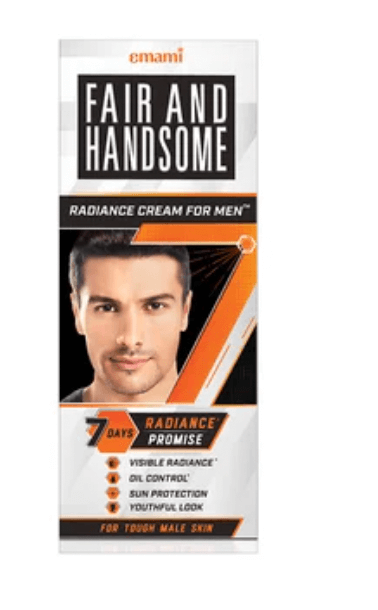 emami
FAIR AND
HANDSOME
RADIANCE CREAM FOR MEN™
7 DAYS
RADIANCE*
PROMISE
VISIBLE RADIANCE*
OIL CONTROL*
SUN PROTECTION
YOUTHFUL LOOK
FOR TOUGH MALE SKIN